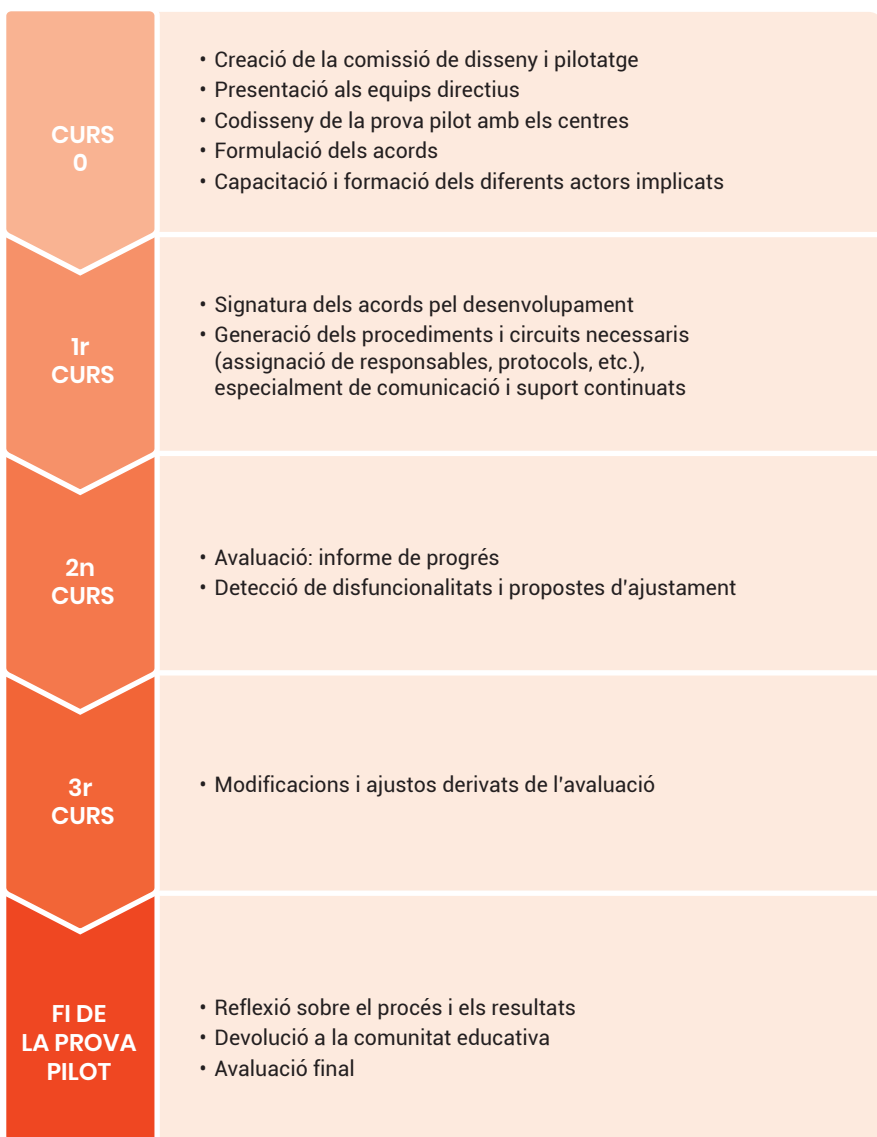 CURS
0
• Creació de la comissió de disseny i pilotatge
• Presentació als equips directius
• Codisseny de la prova pilot amb els centres
• Formulació dels acords
• Capacitació i formació dels diferents actors implicats
1r
CURS
• Signatura dels acords pel desenvolupament
• Generació dels procediments i circuits necessaris
(assignació de responsables, protocols, etc.),
especialment de comunicació i suport continuats
2n
CURS
• Avaluació: informe de progrés
• Detecció de disfuncionalitats i propostes d'ajustament
3r
CURS
• Modificacions i ajustos derivats de l'avaluació
FI DE
LA PROVA
PILOT
• Reflexió sobre el procés i els resultats
• Devolució a la comunitat educativa
• Avaluació final